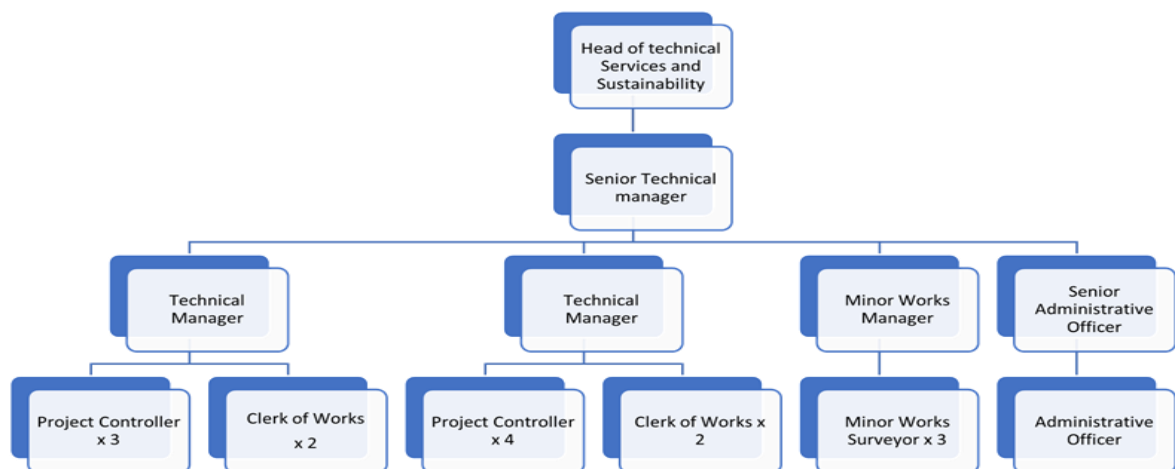 Head of technical
Services and
Sustainability
Senior Technical
manager
Technical
Manager
Technical
Manager
Minor Works
Manager
Senior
Administrative
Officer
Project Controller
x 3
Clerk of Works
x 2
Project Controller
x 4
Clerk of Works x
2
Minor Works
Surveyor x 3
Administrative
Officer